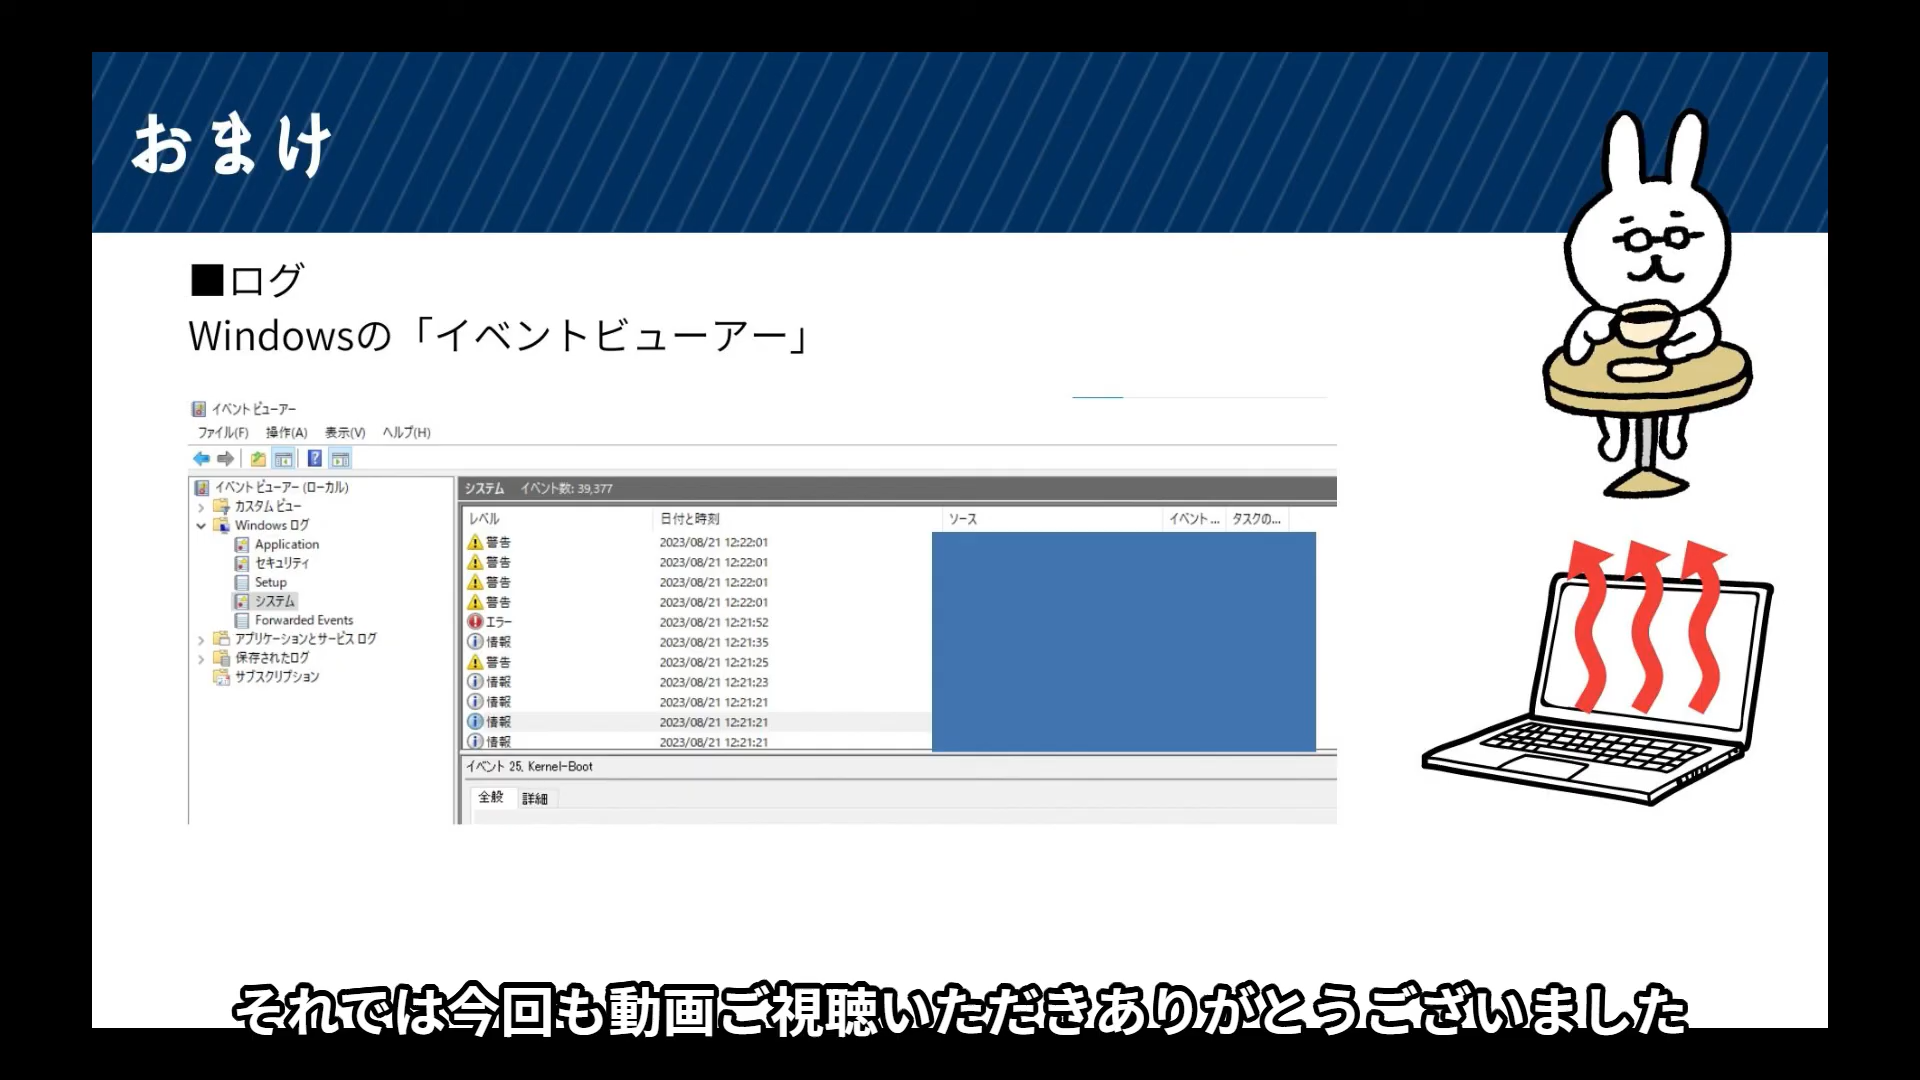 おまけ
■ログ
Windowsの「イベントビューアー」
イベント ビューアー
ファイル(F) 操作(A) 表示(V) ヘルプ(H)
イベント ビューアー (ローカル)
カスタム ビュー
Windows ログ
Application
セキュリティ
Setup
システム
Forwarded Events
アプリケーションとサービス ログ
保存されたログ
サブスクリプション
システム イベント数: 39,377
レベル 日付と時刻 ソース イベント ... タスクの...
警告 2023/08/21 12:22:01
警告 2023/08/21 12:22:01
警告 2023/08/21 12:22:01
警告 2023/08/21 12:22:01
エラー 2023/08/21 12:21:52
情報 2023/08/21 12:21:35
警告 2023/08/21 12:21:25
情報 2023/08/21 12:21:23
情報 2023/08/21 12:21:21
情報 2023/08/21 12:21:21
情報 2023/08/21 12:21:21
イベント 25, Kernel-Boot
全般 詳細
それでは今回も動画ご視聴いただきありがとうございました